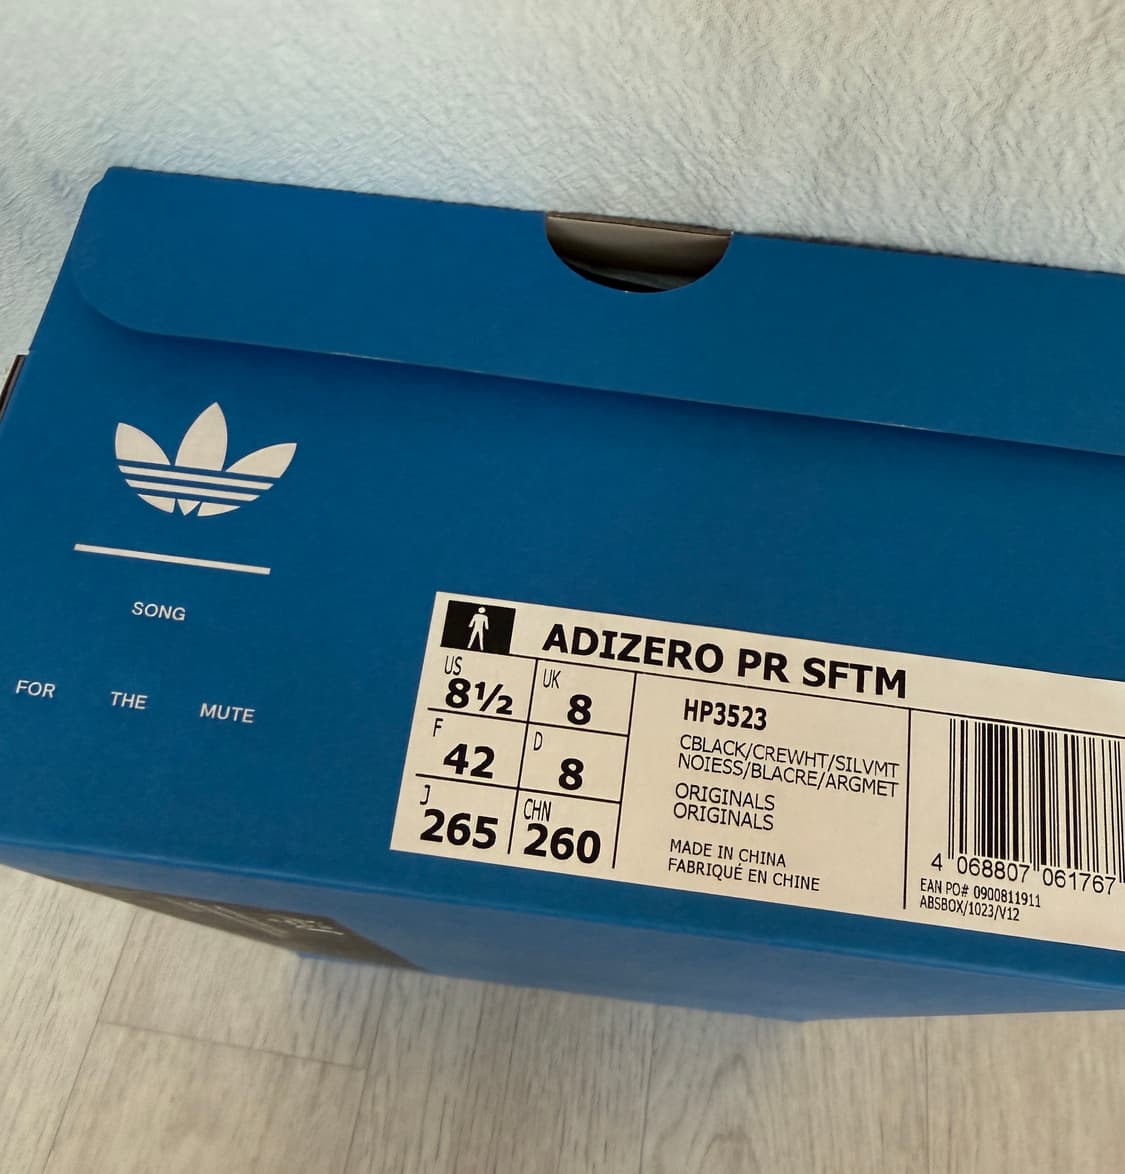 SONG
FOR THE MUTE
ADIZERO PR SFTM
US 8½ UK 8
F 42 D 8
J 265 CHN 260
HP3523
CBLACK/CREWHT/SILVMT
NOIESS/BLACRE/ARGMET
ORIGINALS
ORIGINALS
MADE IN CHINA
FABRIQUÉ EN CHINE
4 068807 061767
EAN PO# 0900811911
ABSBOX/1023/V12